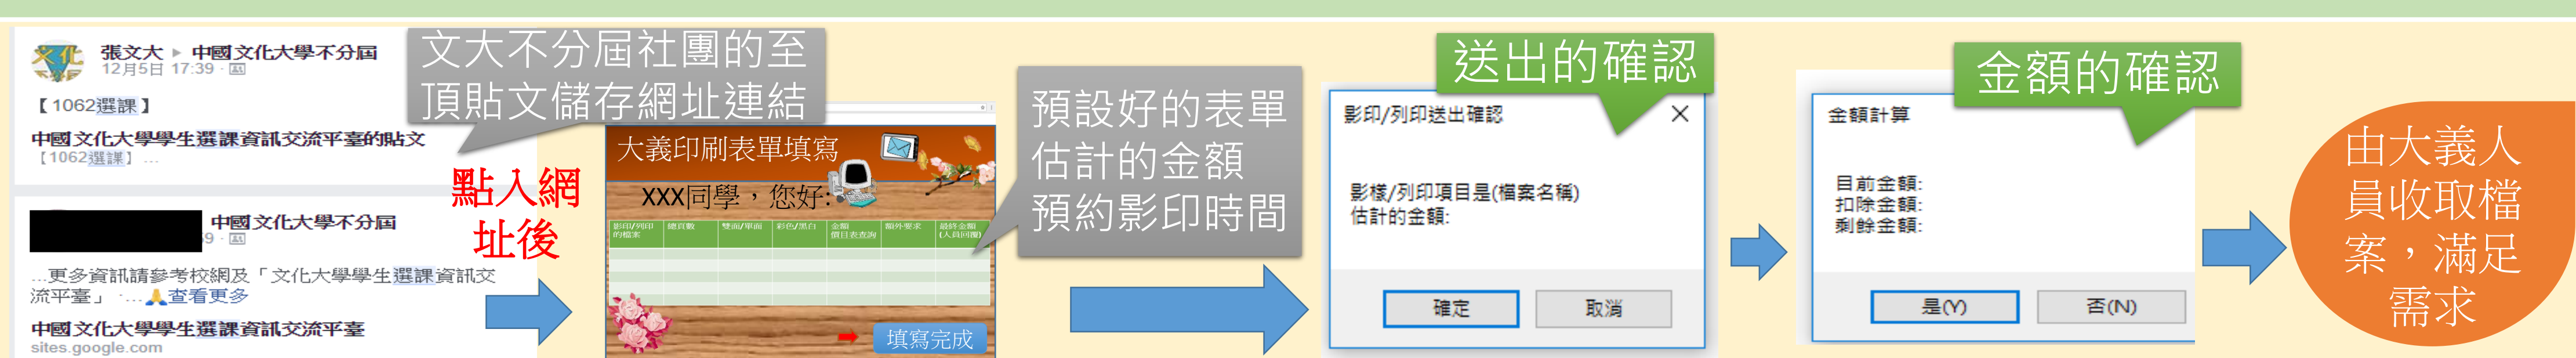 張文大 ▸ 中國文化大學不分屆
12月5日 17:39
【1062選課】
中國文化大學學生選課資訊交流平臺的貼文
【1062選課】 ...
中國文化大學不分屆
...更多資訊請參考校網及「文化大學學生選課資訊交
流平臺」 ‧...🙏查看更多
中國文化大學學生選課資訊交流平臺
sites.google.com
文大不分屆社團的至
頂貼文儲存網址連結
點入網
址後
大義印刷表單填寫
XXX同學，您好:
影印/列印
的檔案
總頁數
雙面/單面
彩色/黑白
金額
價目表查詢
額外要求
最終金額
(人員回覆)
填寫完成
預設好的表單
估計的金額
預約影印時間
送出的確認
影印/列印送出確認
影樣/列印項目是(檔案名稱)
估計的金額:
確定
取消
金額的確認
金額計算
目前金額:
扣除金額:
剩餘金額:
是(Y)
否(N)
由大義人
員收取檔
案，滿足
需求